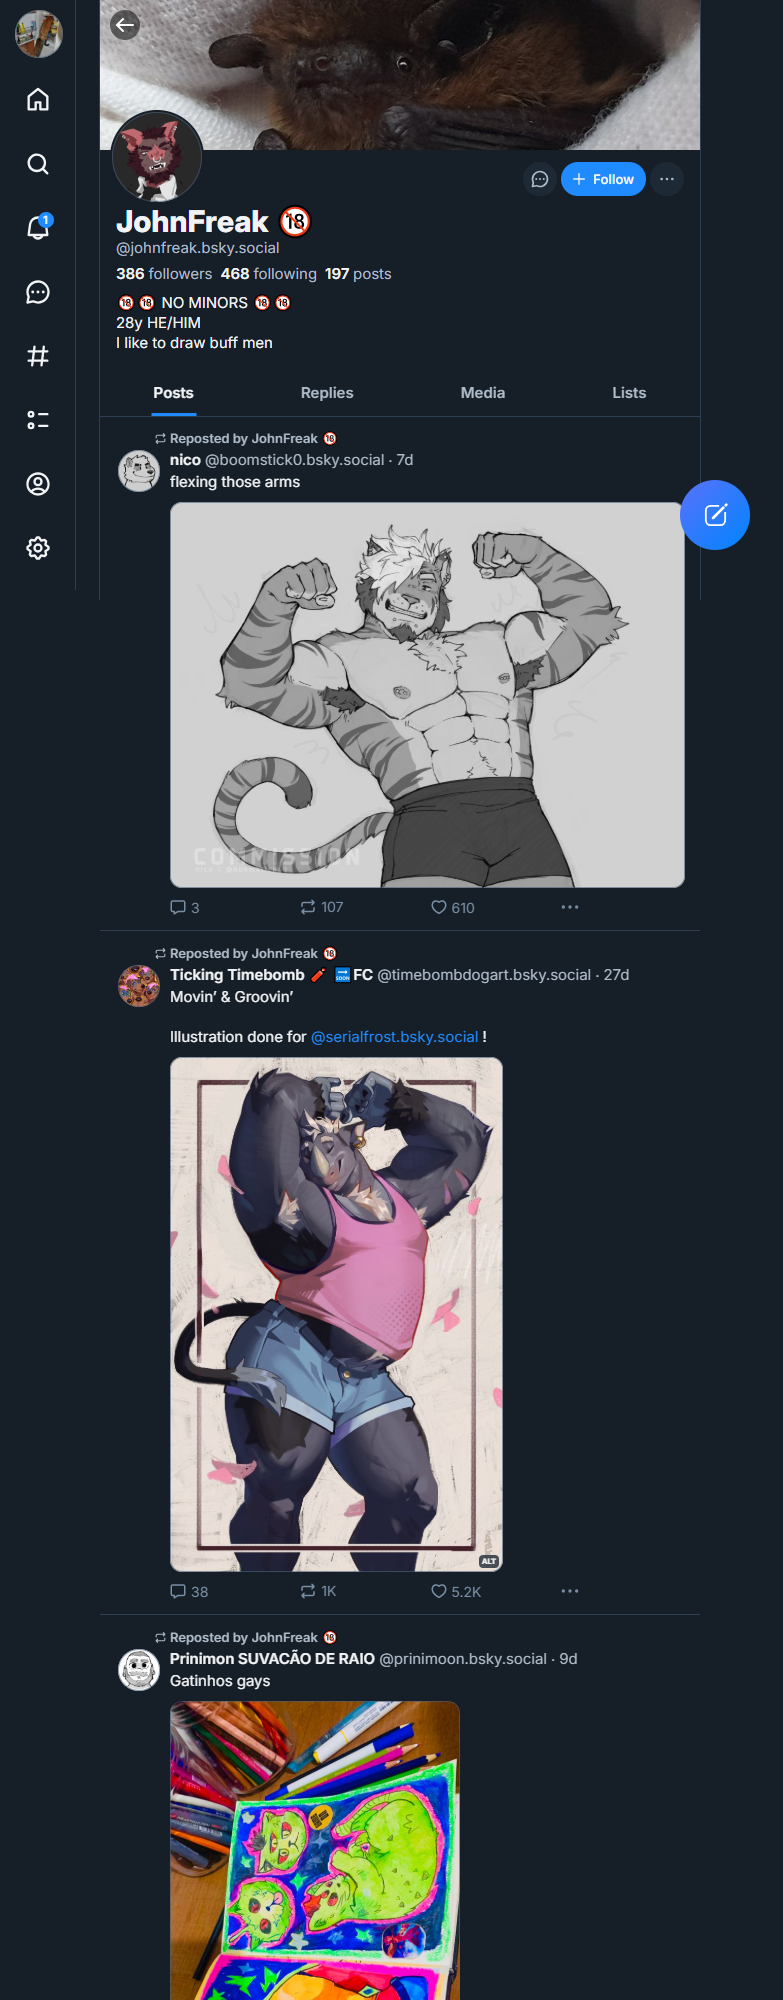 1
Follow
JohnFreak 🔞
@johnfreak.bsky.social
386 followers 468 following 197 posts
🔞🔞 NO MINORS 🔞🔞
28y HE/HIM
I like to draw buff men
Posts Replies Media Lists
Reposted by JohnFreak 🔞
nico @boomstick0.bsky.social · 7d
flexing those arms
COMMISSION
3 107 610
Reposted by JohnFreak 🔞
Ticking Timebomb 🧨 🔜FC @timebombdogart.bsky.social · 27d
Movin’ & Groovin’
Illustration done for @serialfrost.bsky.social !
ALT
38 1K 5.2K
Reposted by JohnFreak 🔞
Prinimon SUVACÃO DE RAIO @prinimoon.bsky.social · 9d
Gatinhos gays